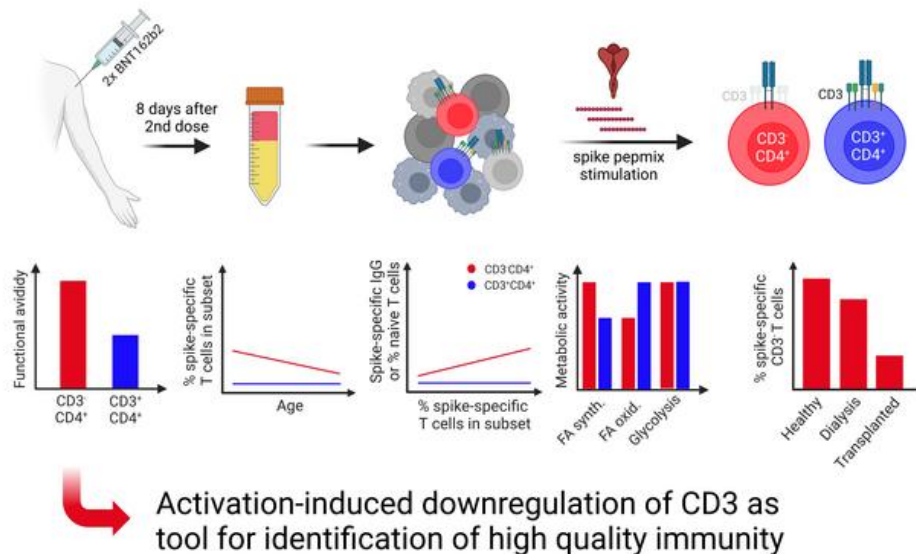 2x BNT162b2
8 days after
2nd dose
spike pepmix
stimulation
CD3
CD3⁻
CD4⁺
CD3
CD3⁺
CD4⁺
Functional avididy
CD3⁻
CD4⁺
CD3⁺
CD4⁺
% spike-specific
T cells in subset
Age
Spike-specific IgG
or % naive T cells
CD3⁻CD4⁺
CD3⁺CD4⁺
% spike-specific
T cells in subset
Metabolic activity
FA synth.
FA oxid.
Glycolysis
% spike-specific
CD3⁻ T cells
Healthy
Dialysis
Transplanted
Activation-induced downregulation of CD3 as
tool for identification of high quality immunity